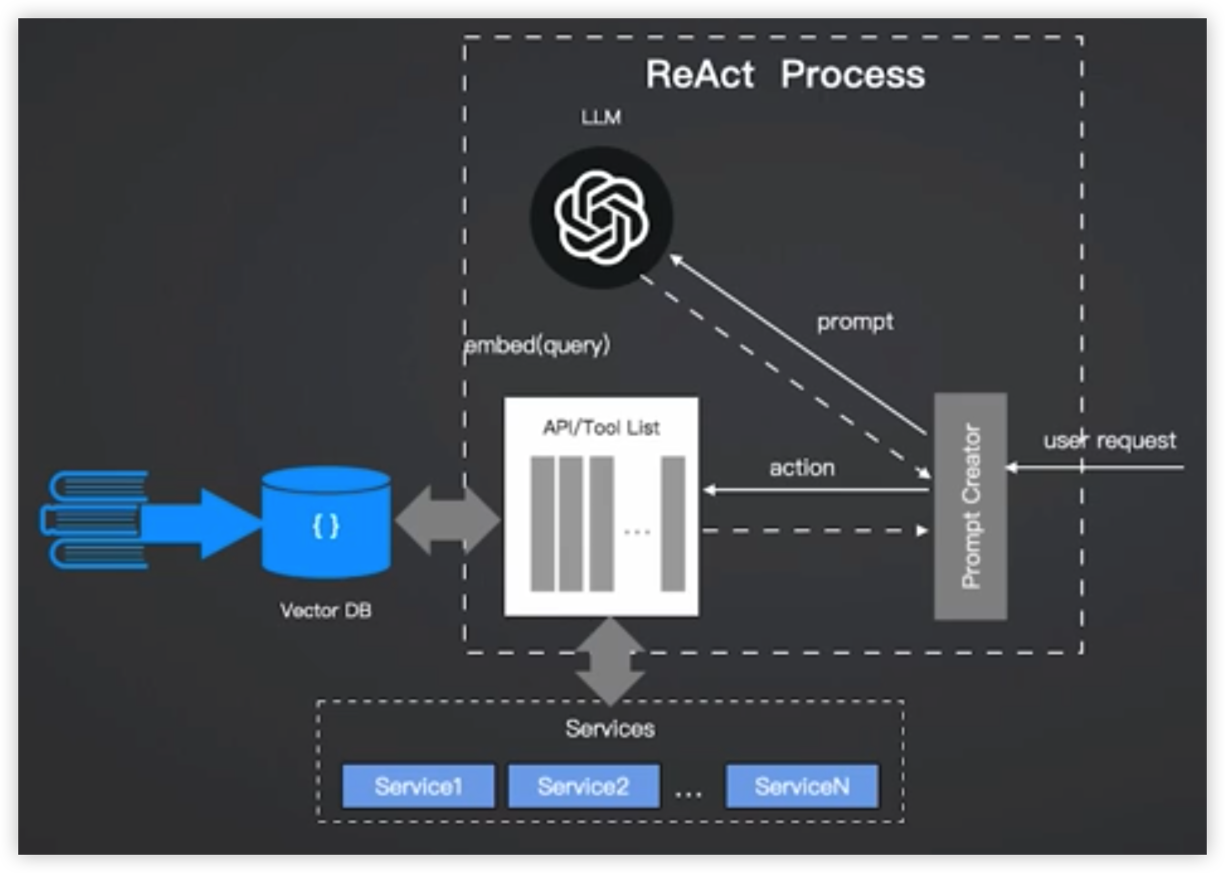 ReAct Process
LLM
prompt
embed(query)
API/Tool List
...
action
user request
Prompt Creator
{ }
Vector DB
Services
Service1
Service2
...
ServiceN